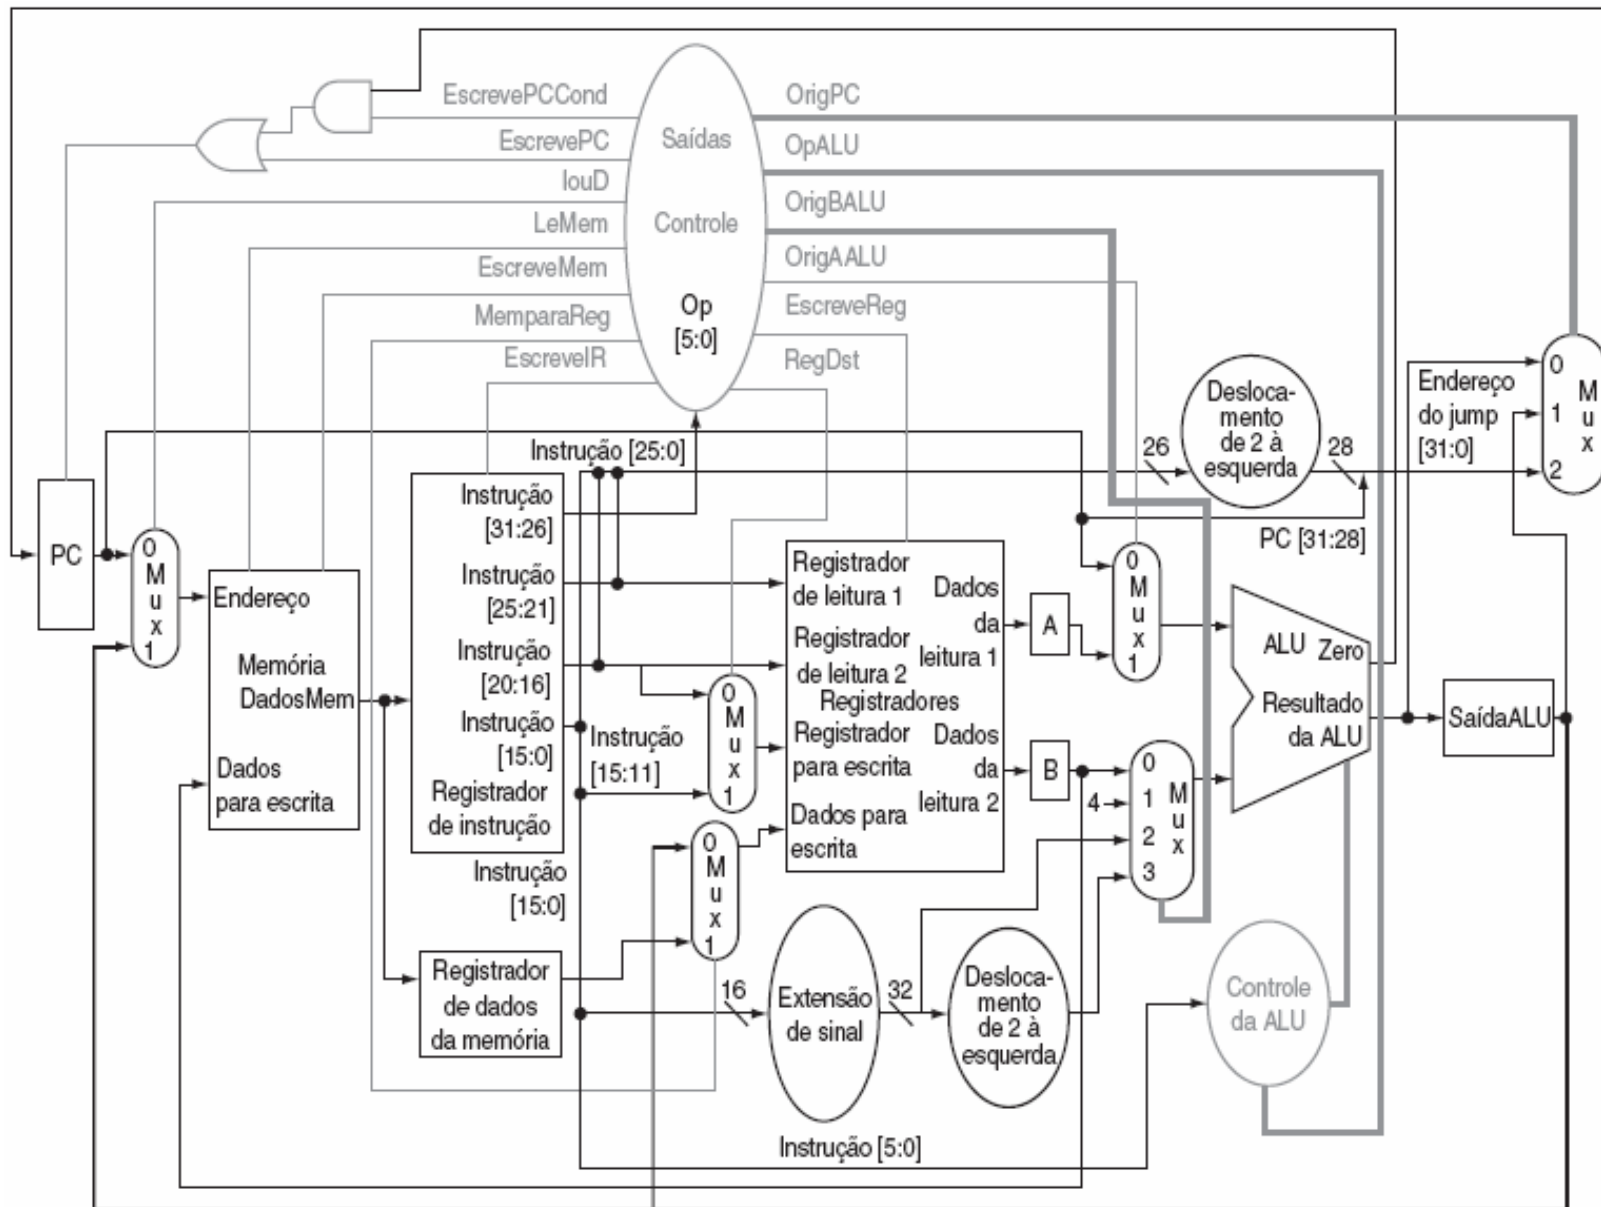 EscrevePCCond
EscrevePC
IouD
LeMem
EscreveMem
MemparaReg
EscreveIR
Saídas
Controle
Op
[5:0]
OrigPC
OpALU
OrigBALU
OrigAALU
EscreveReg
RegDst
PC
0
M
u
x
1
Endereço
Memória
DadosMem
Dados
para escrita
Instrução [25:0]
Instrução
[31:26]
Instrução
[25:21]
Instrução
[20:16]
Instrução
[15:0]
Registrador
de instrução
Instrução
[15:0]
Registrador
de dados
da memória
Instrução
[15:11]
0
M
u
x
1
0
M
u
x
1
Registrador
de leitura 1
Registrador
de leitura 2
Registradores
Registrador
para escrita
Dados para
escrita
Dados
da
leitura 1
Dados
da
leitura 2
A
B
4
0
M
u
x
1
0
1
2
3
M
u
x
16
Extensão
de sinal
32
Desloca-
mento
de 2 à
esquerda
Instrução [5:0]
26
Desloca-
mento
de 2 à
esquerda
28
PC [31:28]
ALU
Zero
Resultado
da ALU
Controle
da ALU
SaídaALU
Endereço
do jump
[31:0]
0
1
2
M
u
x